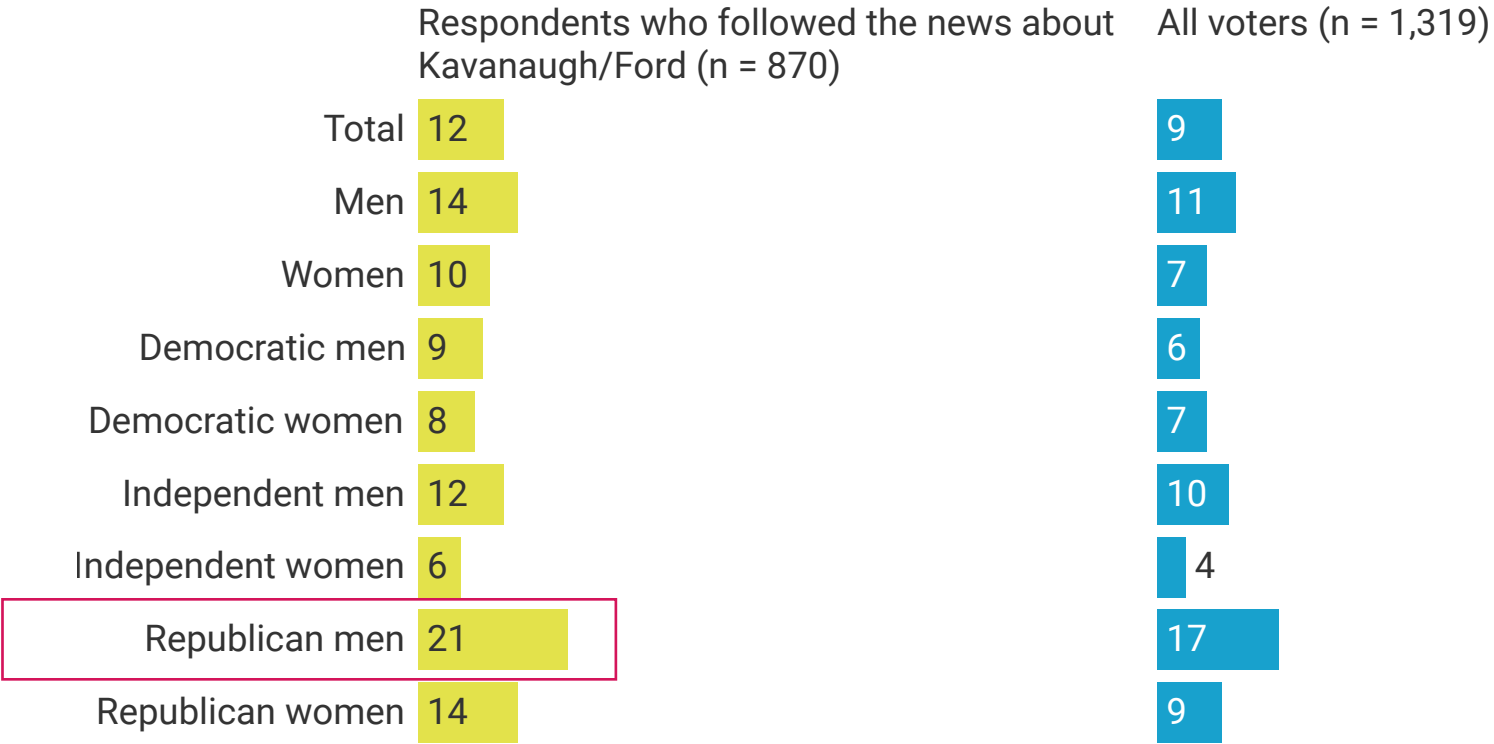 Respondents who followed the news about
Kavanaugh/Ford (n = 870)
All voters (n = 1,319)
Total 12 9
Men 14 11
Women 10 7
Democratic men 9 6
Democratic women 8 7
Independent men 12 10
Independent women 6 4
Republican men 21 17
Republican women 14 9